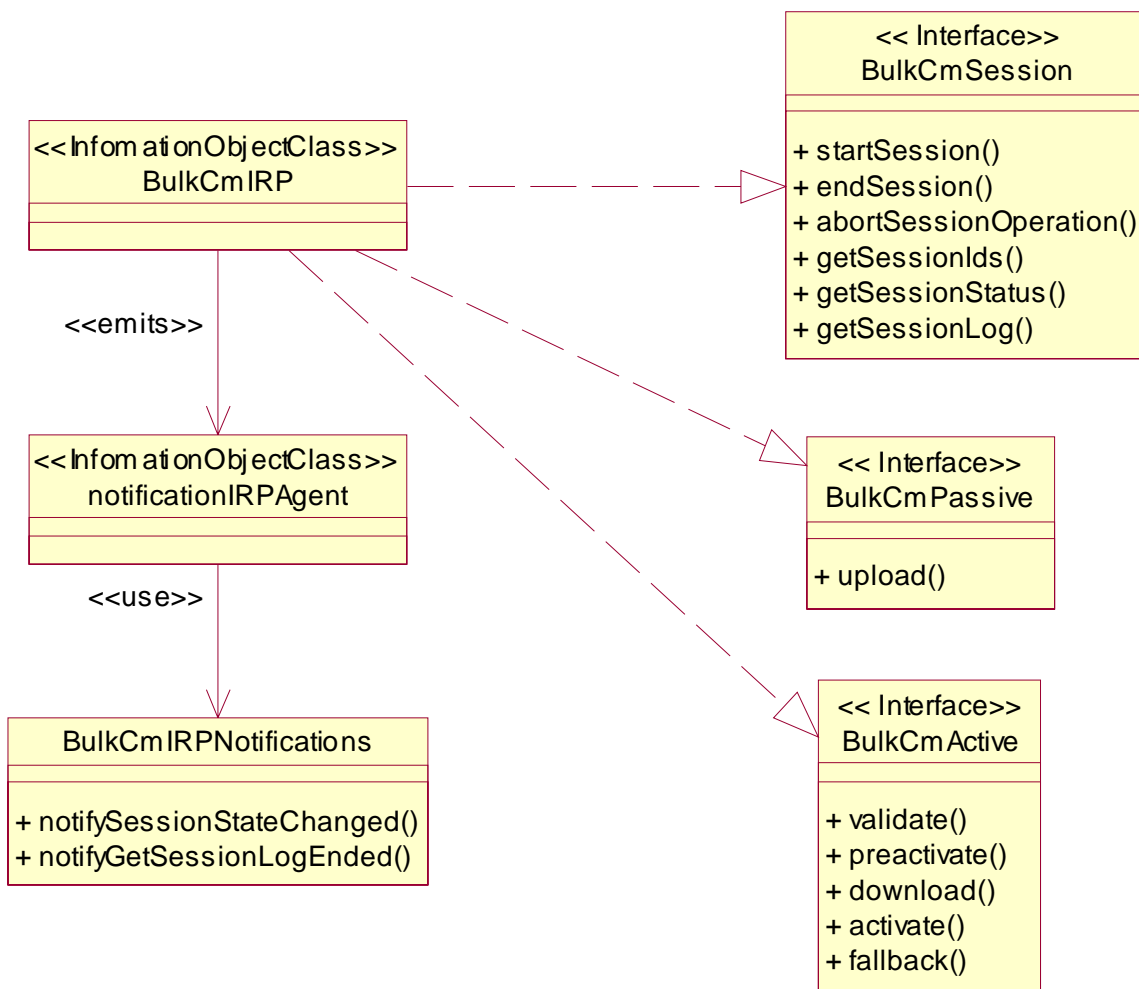 << Interface>>
BulkCmSession
+ startSession()
+ endSession()
+ abortSessionOperation()
+ getSessionIds()
+ getSessionStatus()
+ getSessionLog()
<<InfomationObjectClass>>
BulkCmIRP
<<emits>>
<<InfomationObjectClass>>
notificationIRPAgent
<<use>>
BulkCmIRPNotifications
+ notifySessionStateChanged()
+ notifyGetSessionLogEnded()
<< Interface>>
BulkCmPassive
+ upload()
<< Interface>>
BulkCmActive
+ validate()
+ preactivate()
+ download()
+ activate()
+ fallback()